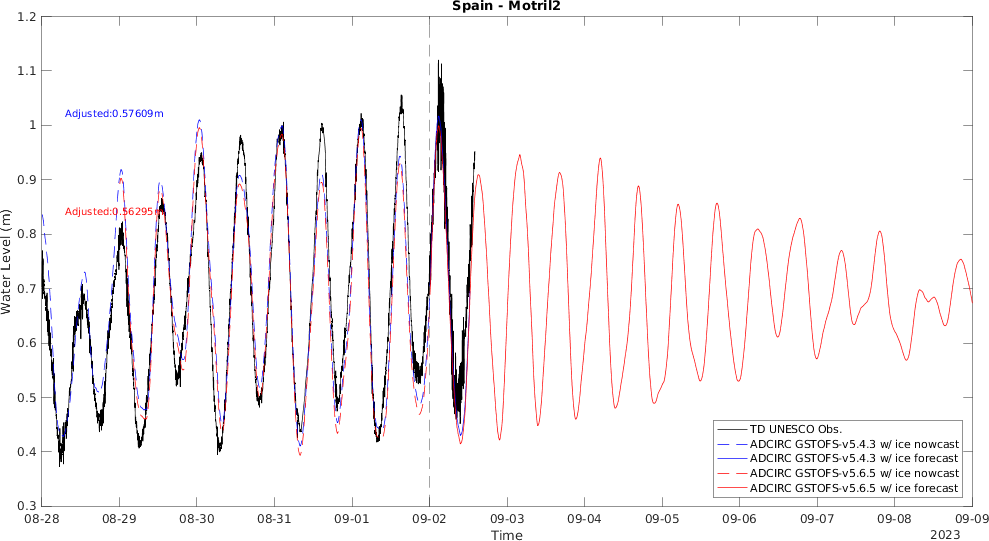 Spain - Motril2
1.2
1.1
1
0.9
0.8
0.7
0.6
0.5
0.4
0.3
Water Level (m)
Adjusted:0.57609m
Adjusted:0.56295m
TD UNESCO Obs.
ADCIRC GSTOFS-v5.4.3 w/ ice nowcast
ADCIRC GSTOFS-v5.4.3 w/ ice forecast
ADCIRC GSTOFS-v5.6.5 w/ ice nowcast
ADCIRC GSTOFS-v5.6.5 w/ ice forecast
08-28 08-29 08-30 08-31 09-01 09-02 09-03 09-04 09-05 09-06 09-07 09-08 09-09
Time
2023